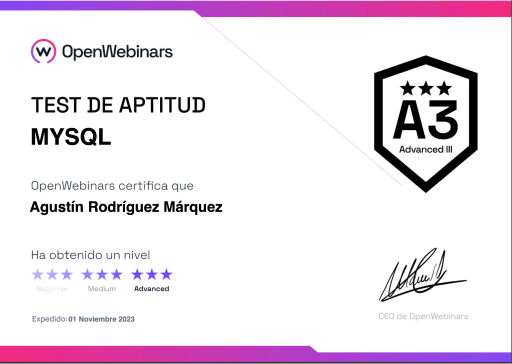 OpenWebinars
TEST DE APTITUD
MYSQL
A3
Advanced III
OpenWebinars certifica que
Agustín Rodríguez Márquez
Ha obtenido un nivel
Beginner Medium Advanced
Expedido: 01 Noviembre 2023
CEO de OpenWebinars